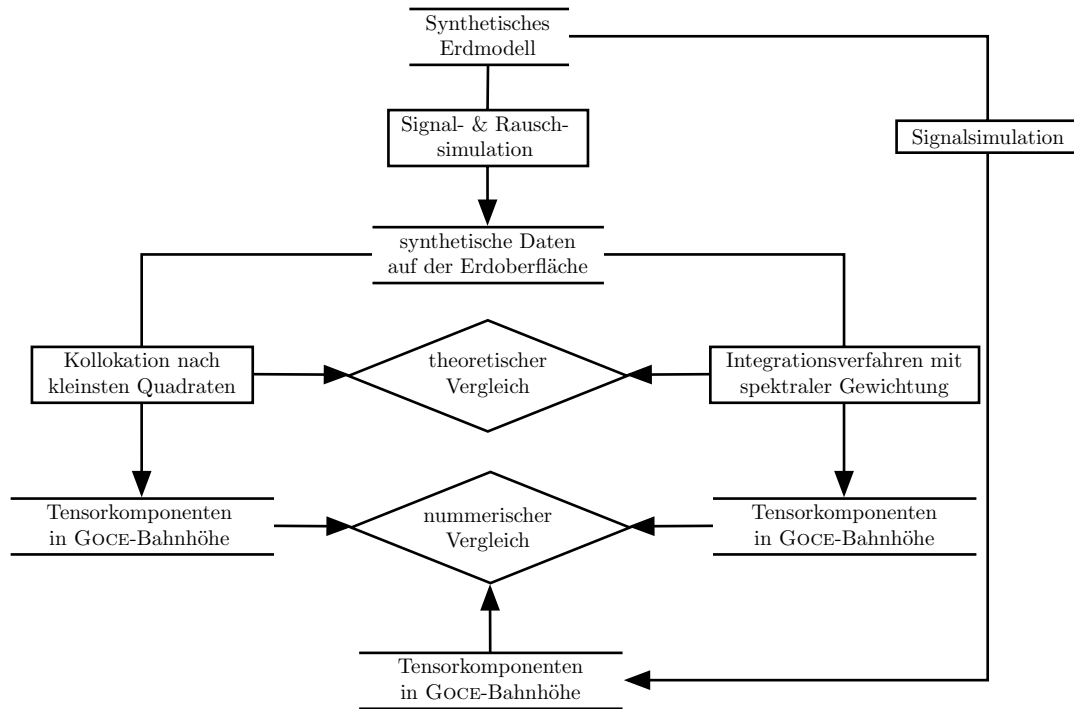 Synthetisches
Erdmodell
Signal- & Rausch-
simulation
Signalsimulation
synthetische Daten
auf der Erdoberfläche
Kollokation nach
kleinsten Quadraten
theoretischer
Vergleich
Integrationsverfahren mit
spektraler Gewichtung
Tensorkomponenten
in GOCE-Bahnhöhe
nummerischer
Vergleich
Tensorkomponenten
in GOCE-Bahnhöhe
Tensorkomponenten
in GOCE-Bahnhöhe